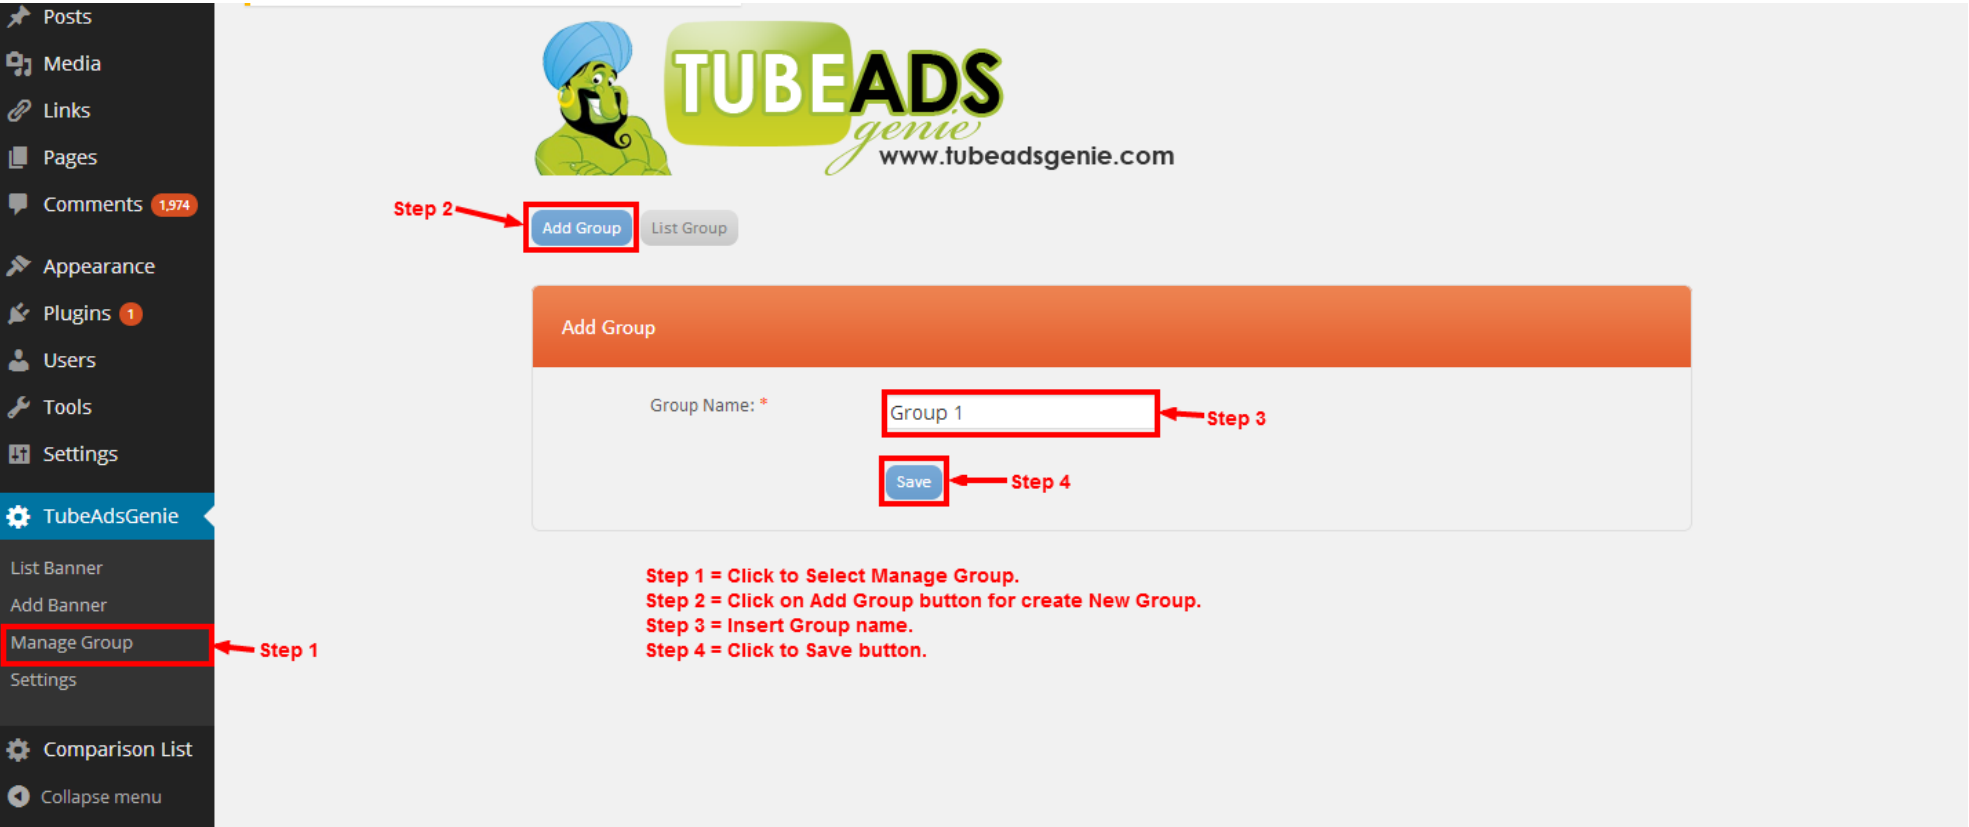 Posts
Media
Links
Pages
Comments 1,974
Appearance
Plugins 1
Users
Tools
Settings
TubeAdsGenie
List Banner
Add Banner
Manage Group
Settings
Comparison List
Collapse menu
Step 1
TUBEADS
genie
www.tubeadsgenie.com
Step 2
Add Group List Group
Add Group
Group Name: * Group 1
Step 3
Save
Step 4
Step 1 = Click to Select Manage Group.
Step 2 = Click on Add Group button for create New Group.
Step 3 = Insert Group name.
Step 4 = Click to Save button.